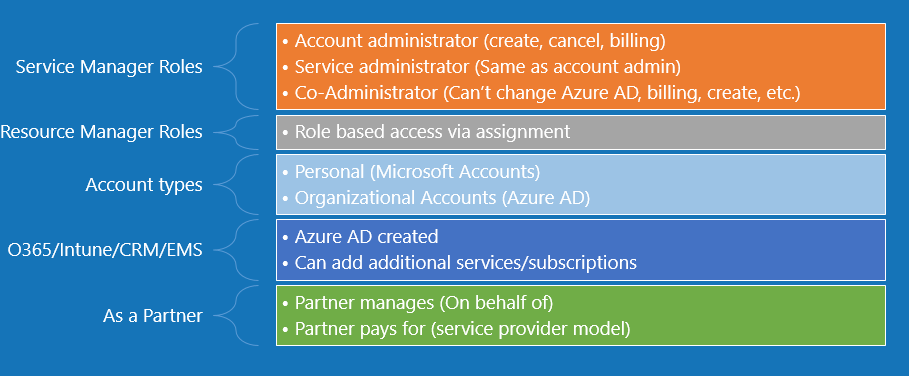 Service Manager Roles
• Account administrator (create, cancel, billing)
• Service administrator (Same as account admin)
• Co-Administrator (Can't change Azure AD, billing, create, etc.)
Resource Manager Roles
• Role based access via assignment
Account types
• Personal (Microsoft Accounts)
• Organizational Accounts (Azure AD)
O365/Intune/CRM/EMS
• Azure AD created
• Can add additional services/subscriptions
As a Partner
• Partner manages (On behalf of)
• Partner pays for (service provider model)